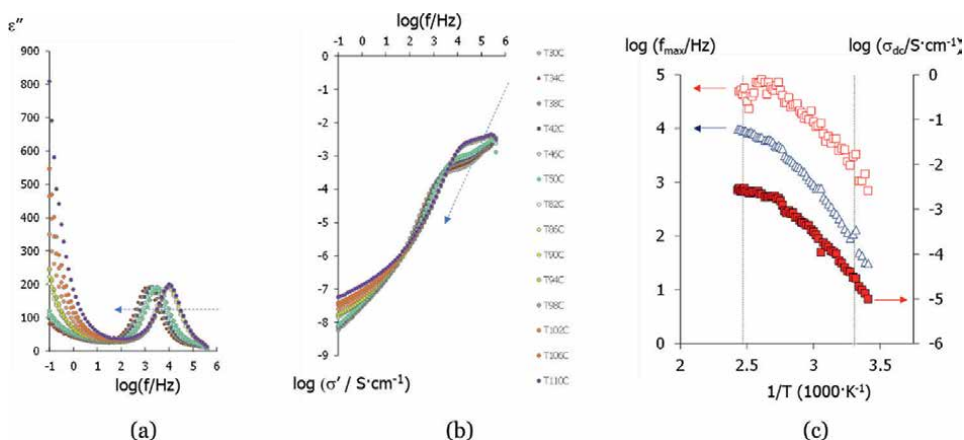 ε″
900
800
700
600
500
400
300
200
100
0
-1 0 1 2 3 4 5 6
log(f/Hz)
(a)
log(f/Hz)
-1 0 1 2 3 4 5 6
0
-1
-2
-3
-4
-5
-6
-7
-8
-9
log (σ′ / S·cm⁻¹)
T30C
T34C
T38C
T42C
T46C
T50C
T82C
T86C
T90C
T94C
T98C
T102C
T106C
T110C
(b)
log (fmax/Hz)
log (σdc/S·cm⁻¹)
5
4
3
2
1
0
0
-1
-2
-3
-4
-5
-6
2 2.5 3 3.5
1/T (1000·K⁻¹)
(c)